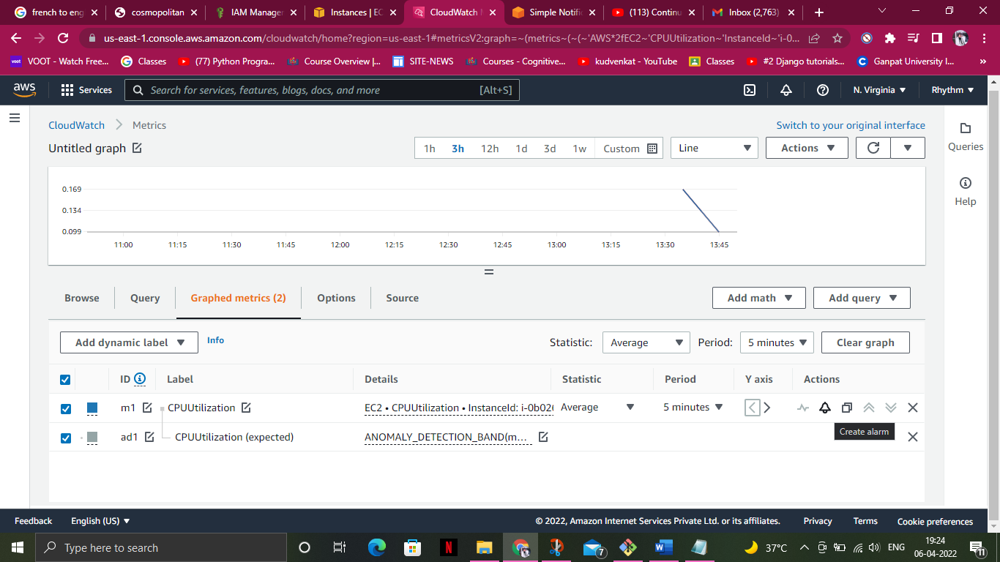 french to eng
cosmopolitan
IAM Manager
Instances | EC
CloudWatch M
Simple Notific
(113) Continu
Inbox (2,763)
us-east-1.console.aws.amazon.com/cloudwatch/home?region=us-east-1#metricsV2:graph=~(metrics~(~(~'AWS*2fEC2~'CPUUtilization~'InstanceId~'i-0...
VOOT - Watch Free...
Classes
(77) Python Progra...
Course Overview |...
SITE-NEWS
Courses - Cognitive...
kudvenkat - YouTube
Classes
#2 Django tutorials...
Ganpat University I...
»
aws
Services
Search for services, features, blogs, docs, and more
[Alt+S]
N. Virginia
Rhythm
CloudWatch
Metrics
Switch to your original interface
Untitled graph
1h 3h 12h 1d 3d 1w Custom
Line
Actions
Queries
Help
0.169
0.134
0.099
11:00 11:15 11:30 11:45 12:00 12:15 12:30 12:45 13:00 13:15 13:30 13:45
Browse
Query
Graphed metrics (2)
Options
Source
Add math
Add query
Add dynamic label
Info
Statistic:
Average
Period:
5 minutes
Clear graph
ID Label Details Statistic Period Y axis Actions
m1 CPUUtilization EC2 • CPUUtilization • InstanceId: i-0b02 Average 5 minutes
Create alarm
ad1 CPUUtilization (expected) ANOMALY_DETECTION_BAND(m...
Feedback
English (US)
© 2022, Amazon Internet Services Private Ltd. or its affiliates.
Privacy
Terms
Cookie preferences
Type here to search
7
37°C
ENG
19:24
06-04-2022
11